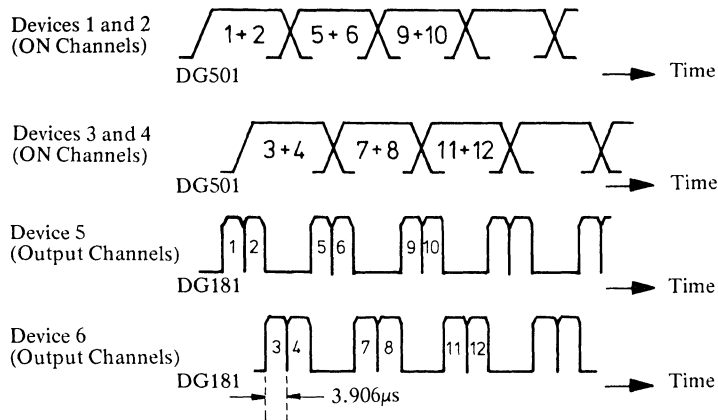 Devices 1 and 2
(ON Channels)
1+2 5+6 9+10
DG501
Time
Devices 3 and 4
(ON Channels)
3+4 7+8 11+12
DG501
Time
Device 5
(Output Channels)
1 2 5 6 9 10
DG181
Time
Device 6
(Output Channels)
3 4 7 8 11 12
DG181
Time
3.906μs